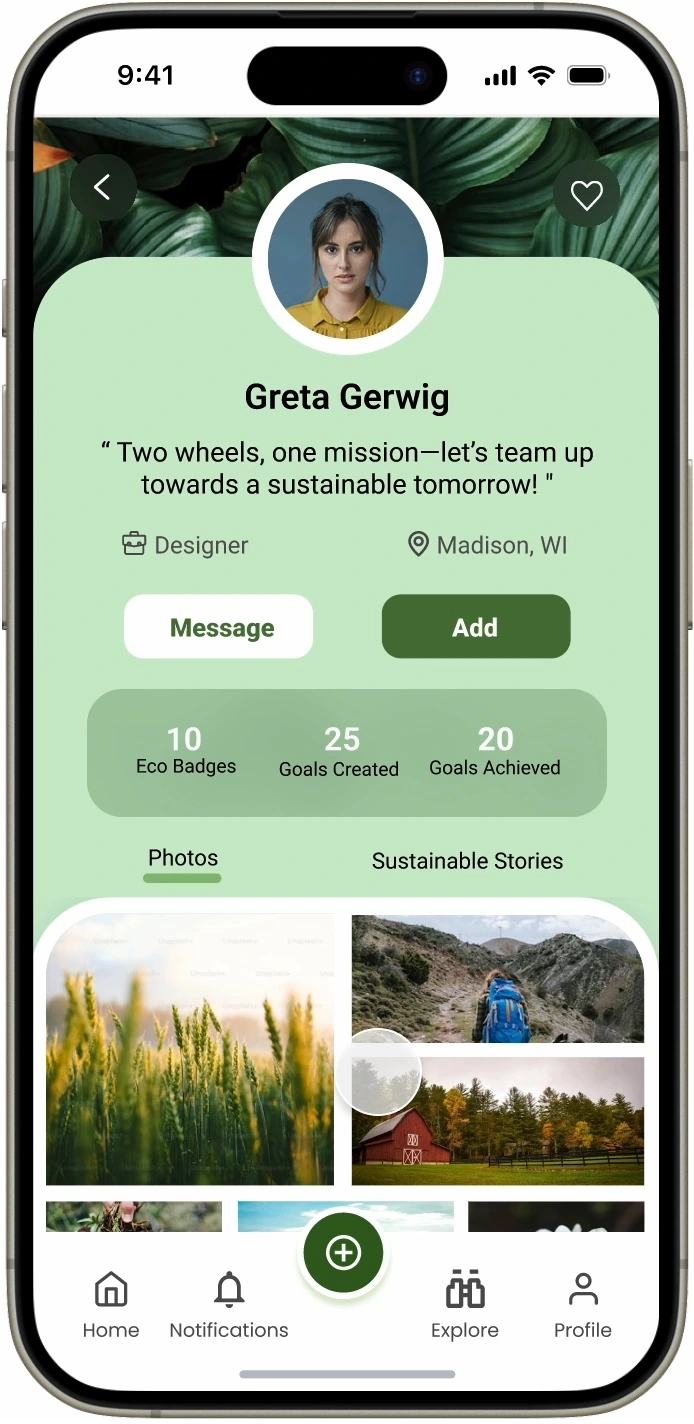 9:41
Greta Gerwig
“ Two wheels, one mission—let’s team up
towards a sustainable tomorrow! "
Designer
Madison, WI
Message
Add
10
Eco Badges
25
Goals Created
20
Goals Achieved
Photos
Sustainable Stories
Home
Notifications
Explore
Profile